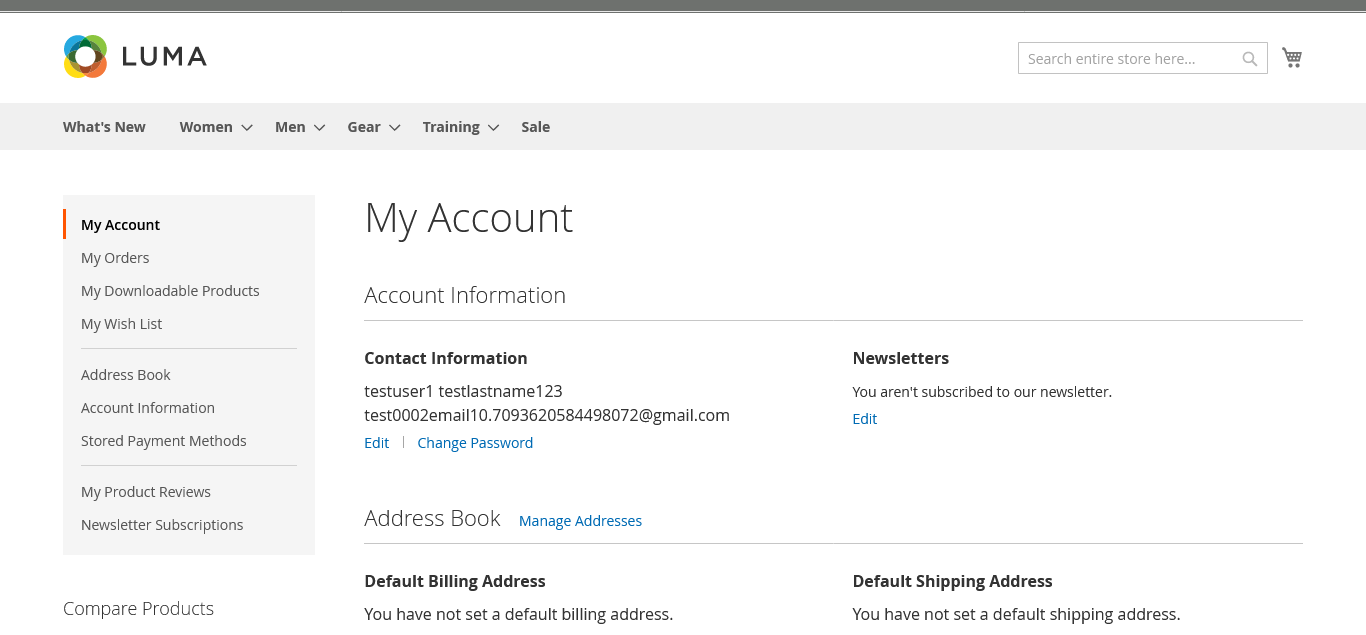 LUMA
Search entire store here...
What's New Women Men Gear Training Sale
My Account
My Orders
My Downloadable Products
My Wish List
Address Book
Account Information
Stored Payment Methods
My Product Reviews
Newsletter Subscriptions
Compare Products
My Account
Account Information
Contact Information
testuser1 testlastname123
test0002email10.7093620584498072@gmail.com
Edit | Change Password
Newsletters
You aren't subscribed to our newsletter.
Edit
Address Book Manage Addresses
Default Billing Address
You have not set a default billing address.
Default Shipping Address
You have not set a default shipping address.